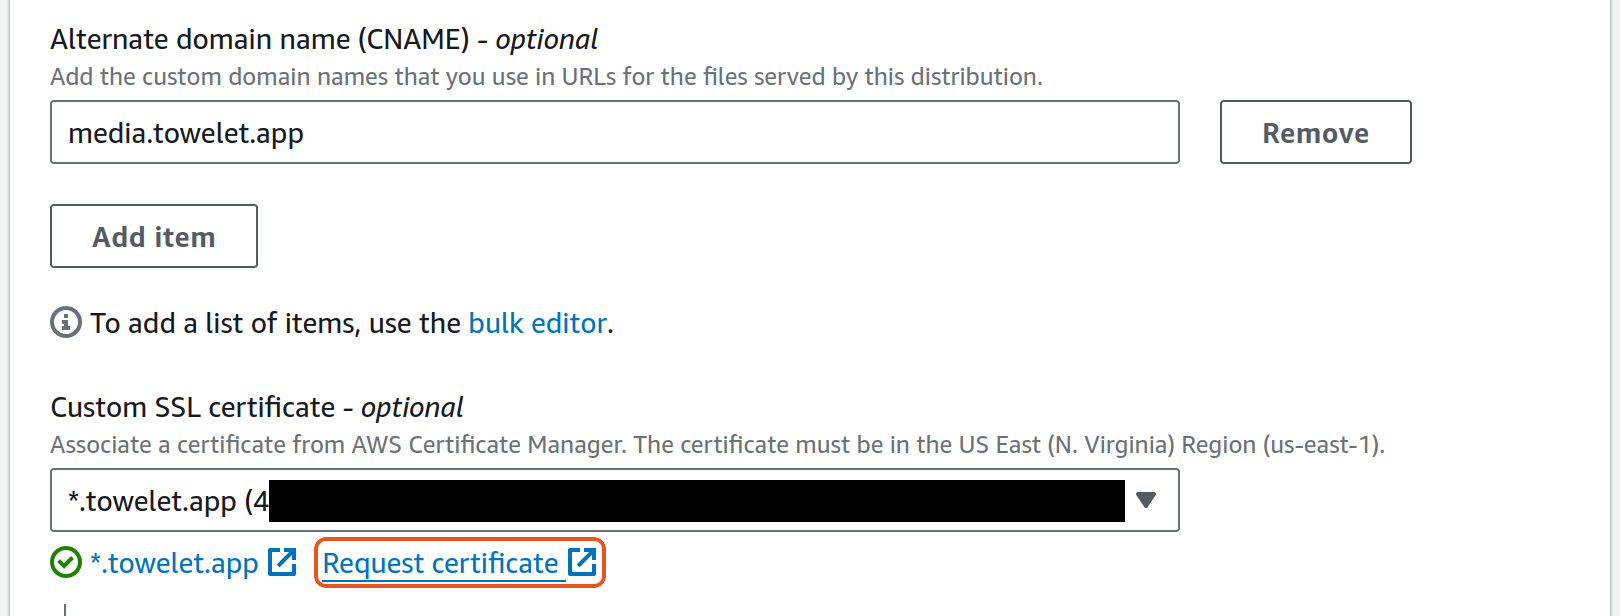 Alternate domain name (CNAME) - optional
Add the custom domain names that you use in URLs for the files served by this distribution.
media.towelet.app
Remove
Add item
To add a list of items, use the bulk editor.
Custom SSL certificate - optional
Associate a certificate from AWS Certificate Manager. The certificate must be in the US East (N. Virginia) Region (us-east-1).
*.towelet.app (4
*.towelet.app Request certificate